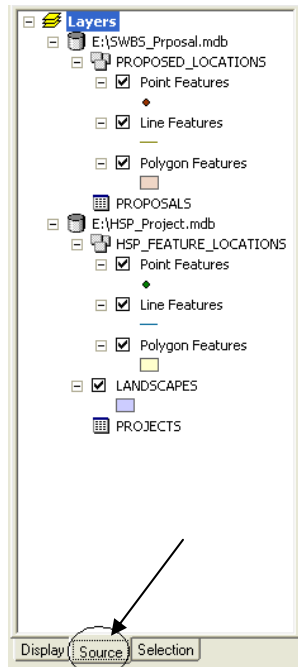 Layers
E:\SWBS_Prposal.mdb
PROPOSED_LOCATIONS
Point Features
Line Features
Polygon Features
PROPOSALS
E:\HSP_Project.mdb
HSP_FEATURE_LOCATIONS
Point Features
Line Features
Polygon Features
LANDSCAPES
PROJECTS
Display Source Selection